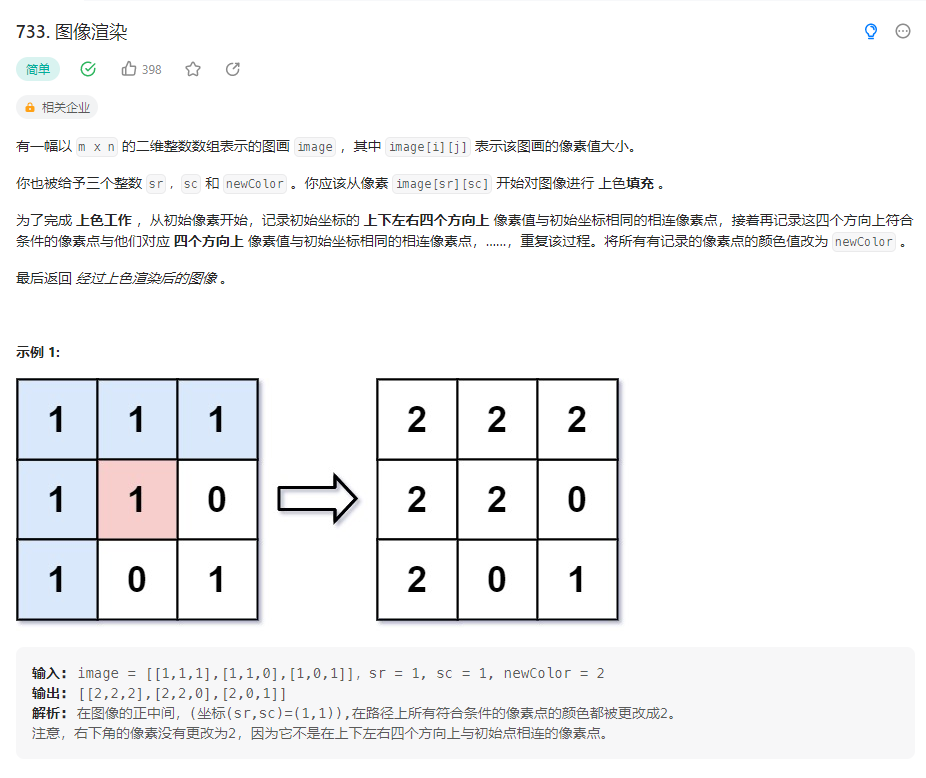 733. 图像渲染
简单 398
相关企业
有一幅以 m x n 的二维整数数组表示的图画 image ，其中 image[i][j] 表示该图画的像素值大小。
你也被给予三个整数 sr , sc 和 newColor 。你应该从像素 image[sr][sc] 开始对图像进行 上色填充 。
为了完成 上色工作 ，从初始像素开始，记录初始坐标的 上下左右四个方向上 像素值与初始坐标相同的相连像素点，接着再记录这四个方向上符合
条件的像素点与他们对应 四个方向上 像素值与初始坐标相同的相连像素点，……，重复该过程。将所有有记录的像素点的颜色值改为 newColor 。
最后返回 经过上色渲染后的图像 。
示例 1:
1 1 1 2 2 2
1 1 0 2 2 0
1 0 1 2 0 1
输入: image = [[1,1,1],[1,1,0],[1,0,1]]，sr = 1, sc = 1, newColor = 2
输出: [[2,2,2],[2,2,0],[2,0,1]]
解析: 在图像的正中间，(坐标(sr,sc)=(1,1)),在路径上所有符合条件的像素点的颜色都被更改成2。
注意，右下角的像素没有更改为2，因为它不是在上下左右四个方向上与初始点相连的像素点。